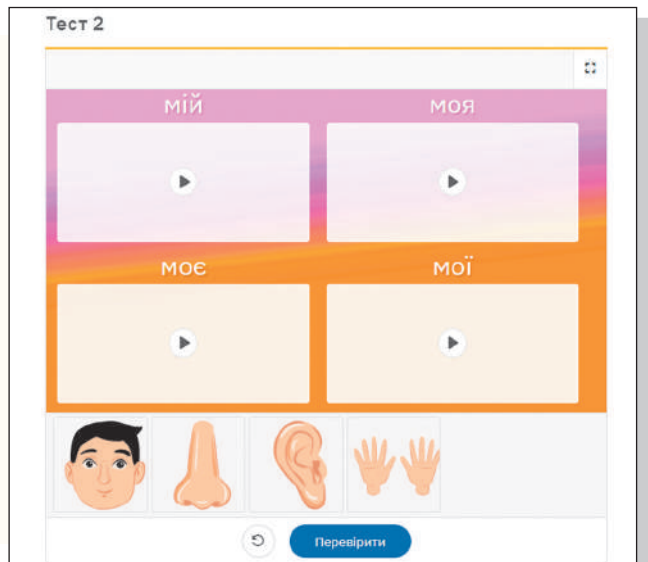 Тест 2
мій
моя
моє
мої
Перевірити